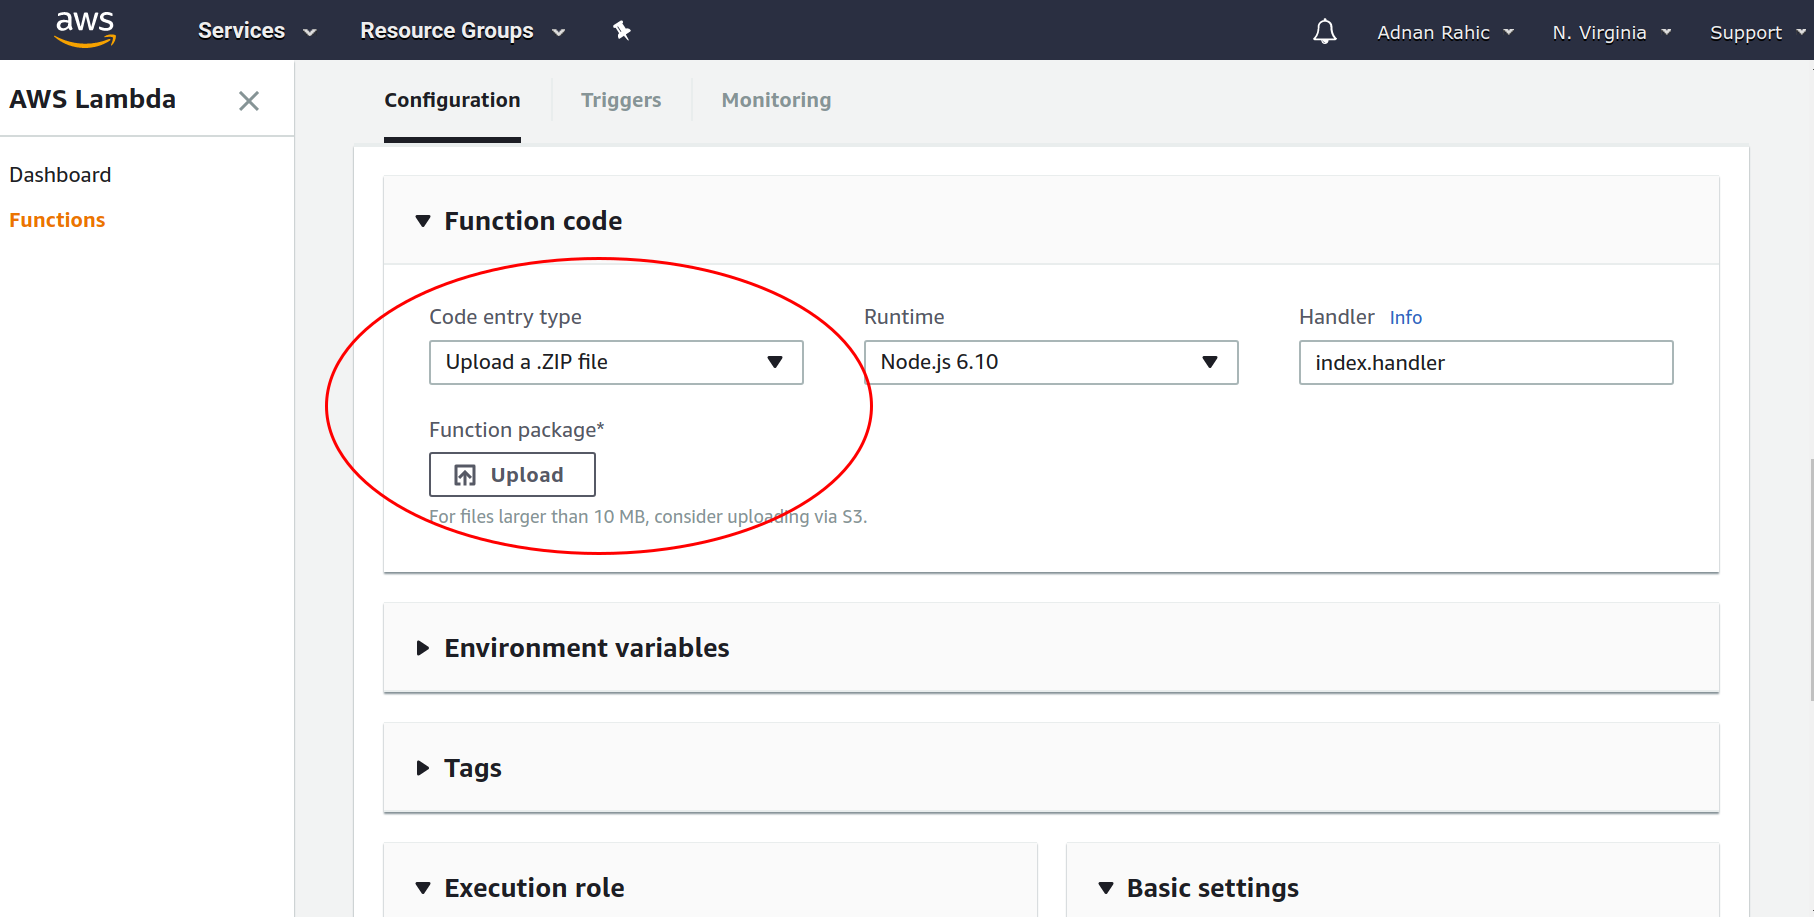 aws Services Resource Groups Adnan Rahic N. Virginia Support
AWS Lambda
Dashboard
Functions
Configuration Triggers Monitoring
Function code
Code entry type Runtime Handler Info
Upload a .ZIP file Node.js 6.10 index.handler
Function package*
Upload
For files larger than 10 MB, consider uploading via S3.
Environment variables
Tags
Execution role Basic settings